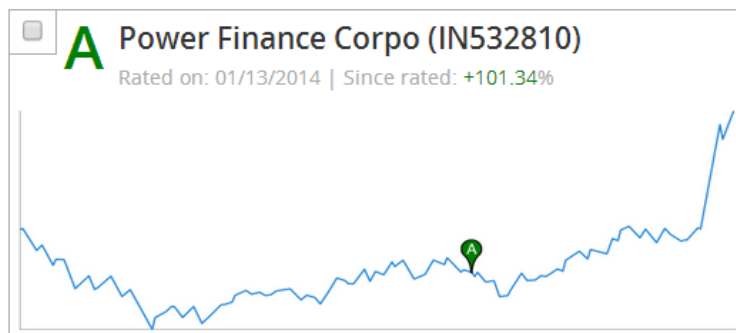 A Power Finance Corpo (IN532810)
Rated on: 01/13/2014 | Since rated: +101.34%
A